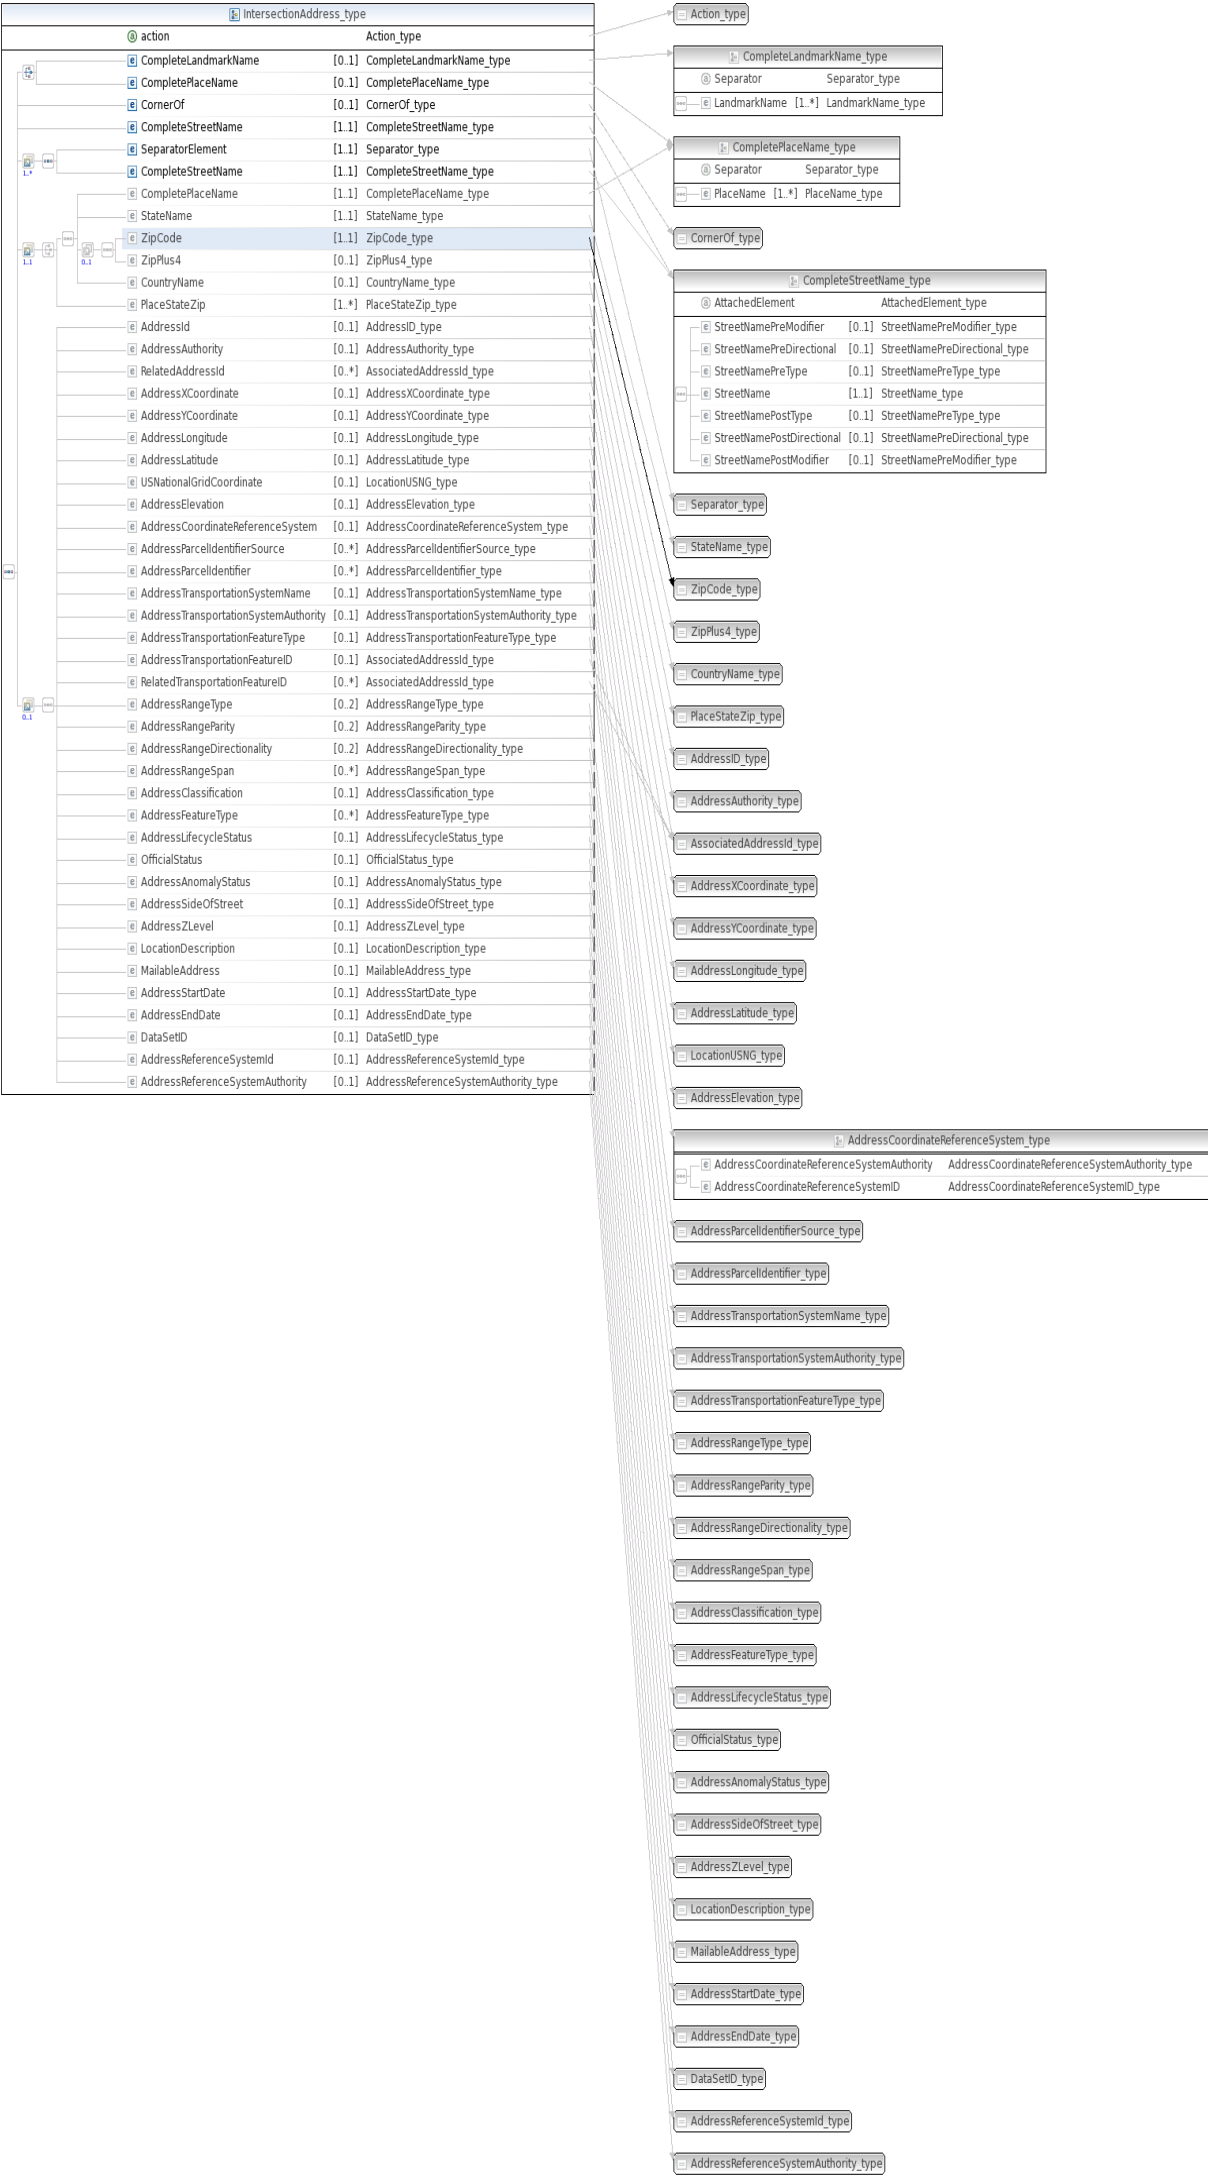 IntersectionAddress_type
action Action_type
CompleteLandmarkName [0..1] CompleteLandmarkName_type
CompletePlaceName [0..1] CompletePlaceName_type
CornerOf [0..1] CornerOf_type
CompleteStreetName [1..1] CompleteStreetName_type
SeparatorElement [1..1] Separator_type
1..*
CompleteStreetName [1..1] CompleteStreetName_type
CompletePlaceName [1..1] CompletePlaceName_type
StateName [1..1] StateName_type
ZipCode [1..1] ZipCode_type
1..1
0..1
ZipPlus4 [0..1] ZipPlus4_type
CountryName [0..1] CountryName_type
PlaceStateZip [1..*] PlaceStateZip_type
AddressId [0..1] AddressID_type
AddressAuthority [0..1] AddressAuthority_type
RelatedAddressId [0..*] AssociatedAddressId_type
AddressXCoordinate [0..1] AddressXCoordinate_type
AddressYCoordinate [0..1] AddressYCoordinate_type
AddressLongitude [0..1] AddressLongitude_type
AddressLatitude [0..1] AddressLatitude_type
USNationalGridCoordinate [0..1] LocationUSNG_type
AddressElevation [0..1] AddressElevation_type
AddressCoordinateReferenceSystem [0..1] AddressCoordinateReferenceSystem_type
AddressParcelIdentifierSource [0..*] AddressParcelIdentifierSource_type
AddressParcelIdentifier [0..*] AddressParcelIdentifier_type
AddressTransportationSystemName [0..1] AddressTransportationSystemName_type
AddressTransportationSystemAuthority [0..1] AddressTransportationSystemAuthority_type
AddressTransportationFeatureType [0..1] AddressTransportationFeatureType_type
AddressTransportationFeatureID [0..1] AssociatedAddressId_type
RelatedTransportationFeatureID [0..*] AssociatedAddressId_type
AddressRangeType [0..2] AddressRangeType_type
0..1
AddressRangeParity [0..2] AddressRangeParity_type
AddressRangeDirectionality [0..2] AddressRangeDirectionality_type
AddressRangeSpan [0..*] AddressRangeSpan_type
AddressClassification [0..1] AddressClassification_type
AddressFeatureType [0..*] AddressFeatureType_type
AddressLifecycleStatus [0..1] AddressLifecycleStatus_type
OfficialStatus [0..1] OfficialStatus_type
AddressAnomalyStatus [0..1] AddressAnomalyStatus_type
AddressSideOfStreet [0..1] AddressSideOfStreet_type
AddressZLevel [0..1] AddressZLevel_type
LocationDescription [0..1] LocationDescription_type
MailableAddress [0..1] MailableAddress_type
AddressStartDate [0..1] AddressStartDate_type
AddressEndDate [0..1] AddressEndDate_type
DataSetID [0..1] DataSetID_type
AddressReferenceSystemId [0..1] AddressReferenceSystemId_type
AddressReferenceSystemAuthority [0..1] AddressReferenceSystemAuthority_type
Action_type
CompleteLandmarkName_type
Separator Separator_type
LandmarkName [1..*] LandmarkName_type
CompletePlaceName_type
Separator Separator_type
PlaceName [1..*] PlaceName_type
CornerOf_type
CompleteStreetName_type
AttachedElement AttachedElement_type
StreetNamePreModifier [0..1] StreetNamePreModifier_type
StreetNamePreDirectional [0..1] StreetNamePreDirectional_type
StreetNamePreType [0..1] StreetNamePreType_type
StreetName [1..1] StreetName_type
StreetNamePostType [0..1] StreetNamePreType_type
StreetNamePostDirectional [0..1] StreetNamePreDirectional_type
StreetNamePostModifier [0..1] StreetNamePreModifier_type
Separator_type
StateName_type
ZipCode_type
ZipPlus4_type
CountryName_type
PlaceStateZip_type
AddressID_type
AddressAuthority_type
AssociatedAddressId_type
AddressXCoordinate_type
AddressYCoordinate_type
AddressLongitude_type
AddressLatitude_type
LocationUSNG_type
AddressElevation_type
AddressCoordinateReferenceSystem_type
AddressCoordinateReferenceSystemAuthority AddressCoordinateReferenceSystemAuthority_type
AddressCoordinateReferenceSystemID AddressCoordinateReferenceSystemID_type
AddressParcelIdentifierSource_type
AddressParcelIdentifier_type
AddressTransportationSystemName_type
AddressTransportationSystemAuthority_type
AddressTransportationFeatureType_type
AddressRangeType_type
AddressRangeParity_type
AddressRangeDirectionality_type
AddressRangeSpan_type
AddressClassification_type
AddressFeatureType_type
AddressLifecycleStatus_type
OfficialStatus_type
AddressAnomalyStatus_type
AddressSideOfStreet_type
AddressZLevel_type
LocationDescription_type
MailableAddress_type
AddressStartDate_type
AddressEndDate_type
DataSetID_type
AddressReferenceSystemId_type
AddressReferenceSystemAuthority_type